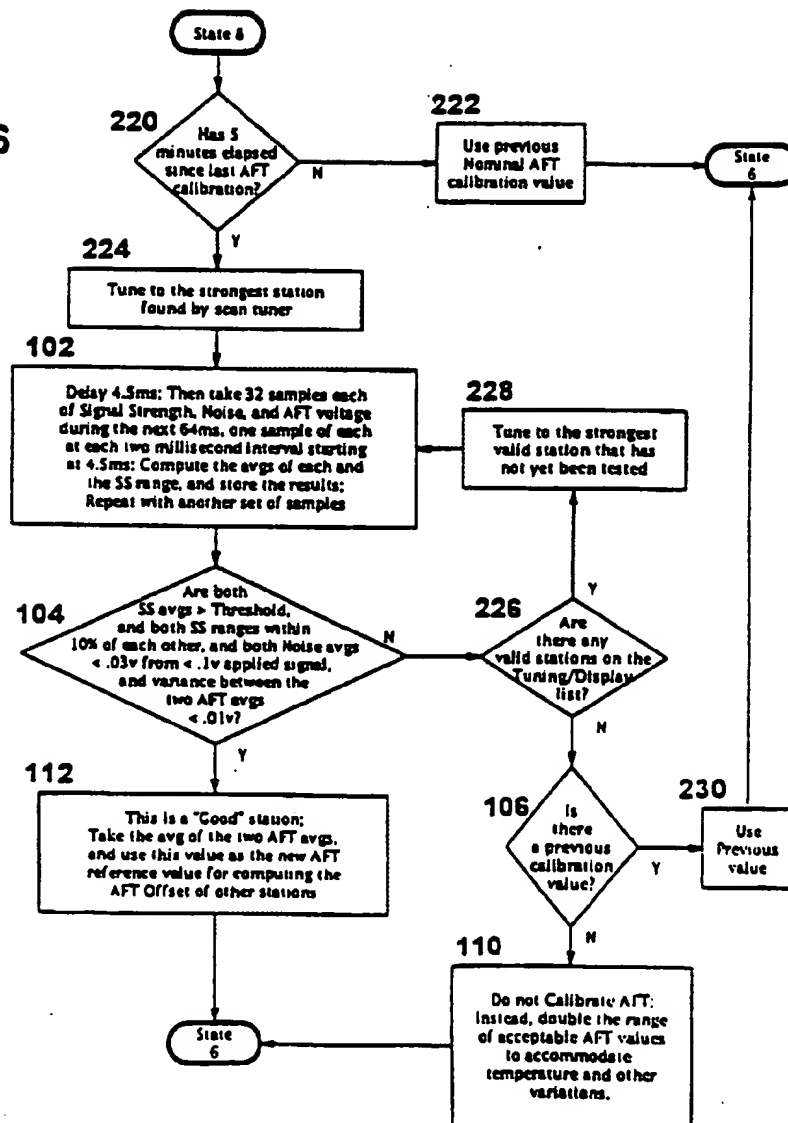 State 8
6
220
Has 5
minutes elapsed
since last AFT
calibration?
N
Y
222
Use previous
Nominal AFT
calibration value
State
6
224
Tune to the strongest station
found by scan tuner
102
Delay 4.5ms; Then take 32 samples each
of Signal Strength, Noise, and AFT voltage
during the next 64ms, one sample of each
at each two millisecond interval starting
at 4.5ms; Compute the avgs of each and
the SS range, and store the results;
Repeat with another set of samples
228
Tune to the strongest
valid station that has
not yet been tested
104
Are both
SS avgs > Threshold,
and both SS ranges within
10% of each other, and both Noise avgs
< .03v from < .1v applied signal,
and variance between the
two AFT avgs
< .01v?
N
Y
226
Are
there any
valid stations on the
Tuning/Display
list?
Y
N
112
This is a "Good" station;
Take the avg of the two AFT avgs,
and use this value as the new AFT
reference value for computing the
AFT Offset of other stations
106
Is
there
a previous
calibration
value?
Y
N
230
Use
Previous
value
110
Do not Calibrate AFT;
Instead, double the range
of acceptable AFT values
to accommodate
temperature and other
variations.
State
6